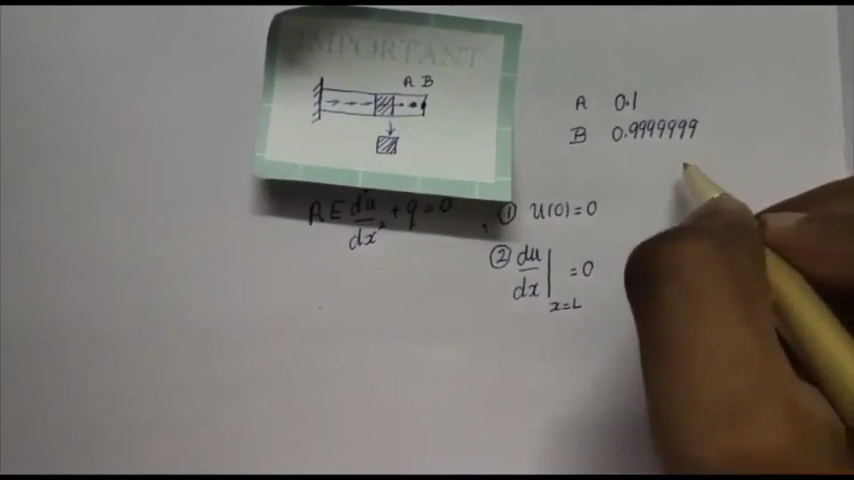 IMPORTANT
A B
A 0.1
B 0.9999999
AE d²u/dx² + q = 0 , ① u(0)=0
② du/dx | x=L = 0